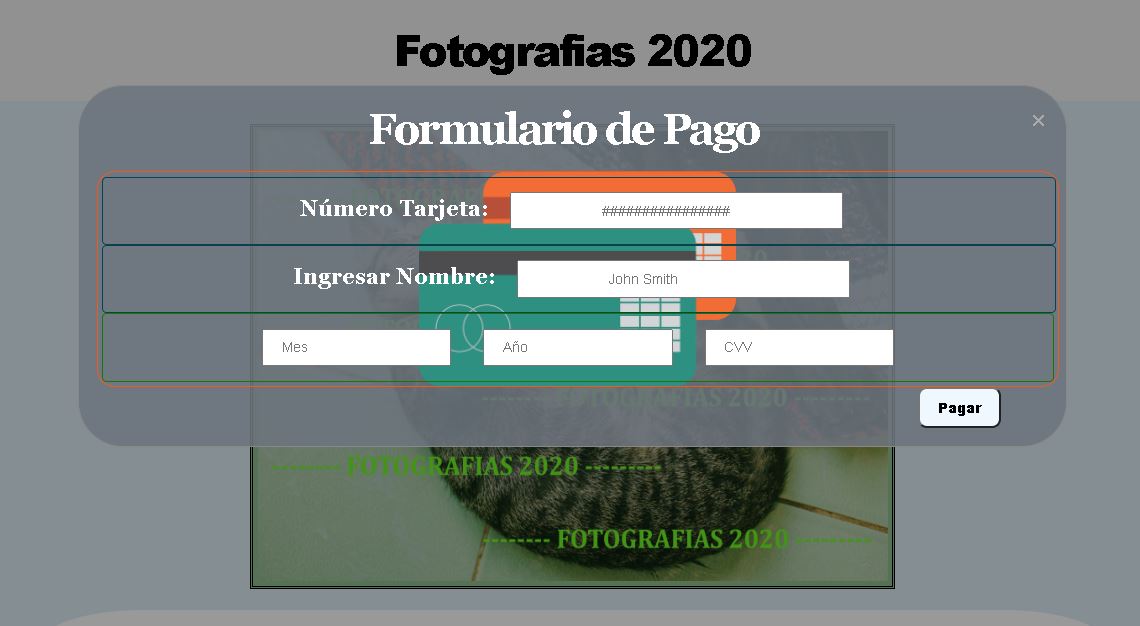 Fotografias 2020
Formulario de Pago
×
Número Tarjeta: ################
Ingresar Nombre: John Smith
Mes Año CVV
-------- FOTOGRAFIAS 2020 ---------
Pagar
-------- FOTOGRAFIAS 2020 ---------
-------- FOTOGRAFIAS 2020 ---------